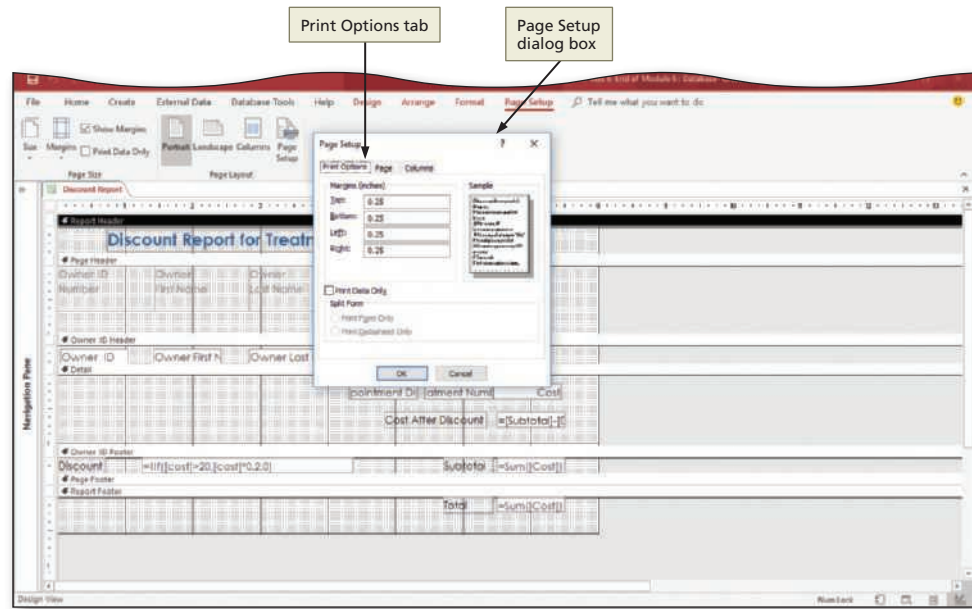 Print Options tab
Page Setup
dialog box
File Home Create External Data Database Tools Help Design Arrange Format Page Setup Tell me what you want to do
Size Margins Show Margins Print Data Only Portrait Landscape Columns Page Setup
Page Size Page Layout
Discount Report
Report Header
Discount Report for Treatm
Page Header
Owner ID Owner Owner
Number First Name Last Name
Owner ID Header
Owner ID Owner First N Owner Last
Detail
pointment D atment Num Cost
Cost After Discount =[Subtotal]-[D
Owner ID Footer
Discount =IIf([cost]>20,[cost]*0.2,0) Subtotal =Sum([Cost])
Page Footer
Report Footer
Total =Sum([Cost])
Navigation Pane
Page Setup ? ×
Print Options Page Columns
Margins (inches) Sample
Top: 0.25
Bottom: 0.25
Left: 0.25
Right: 0.25
Print Data Only
Split Form
Print Form Only
Print Datasheet Only
OK Cancel
Design View Num Lock